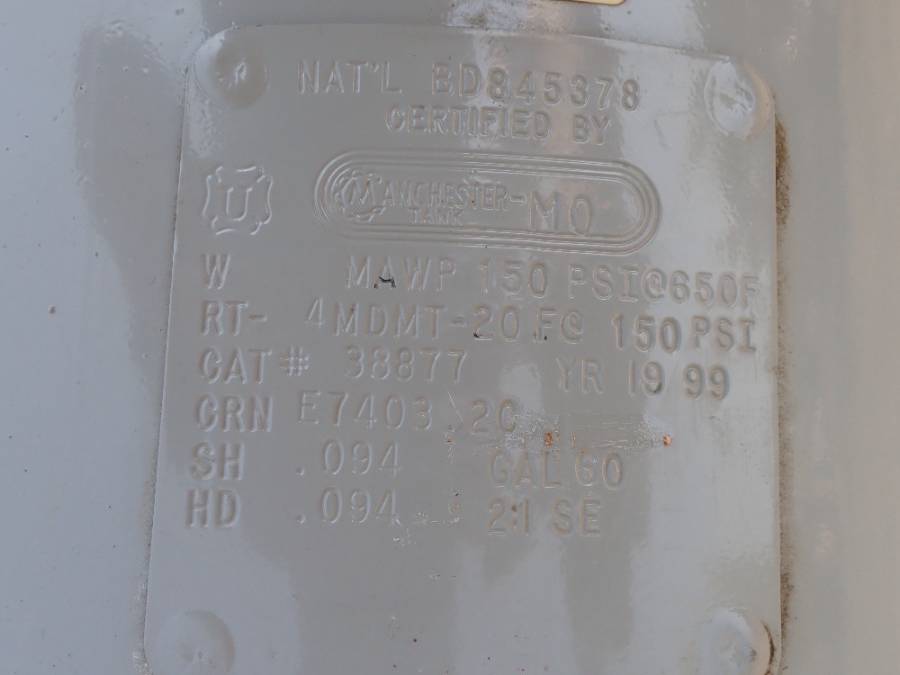 NAT'L BD845378
CERTIFIED BY
U
MANCHESTER-MO
TANK
W MAWP 150 PSI@650F
RT- 4 MDMT-20 F@ 150 PSI
CAT# 38877 YR 1999
CRN E7403.2C
SH .094 GAL 60
HD .094 2:1 SE